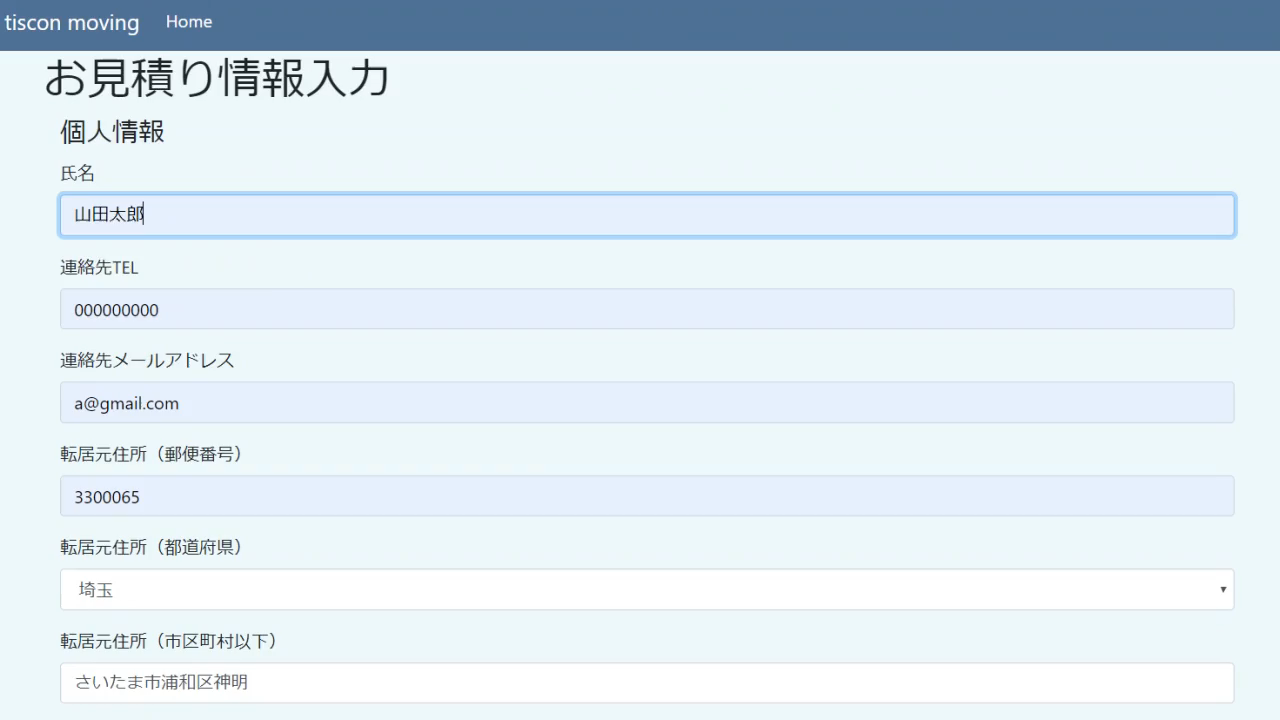 tiscon moving Home
お見積り情報入力
個人情報
氏名
山田太郎
連絡先TEL
000000000
連絡先メールアドレス
a@gmail.com
転居元住所（郵便番号）
3300065
転居元住所（都道府県）
埼玉
転居元住所（市区町村以下）
さいたま市浦和区神明